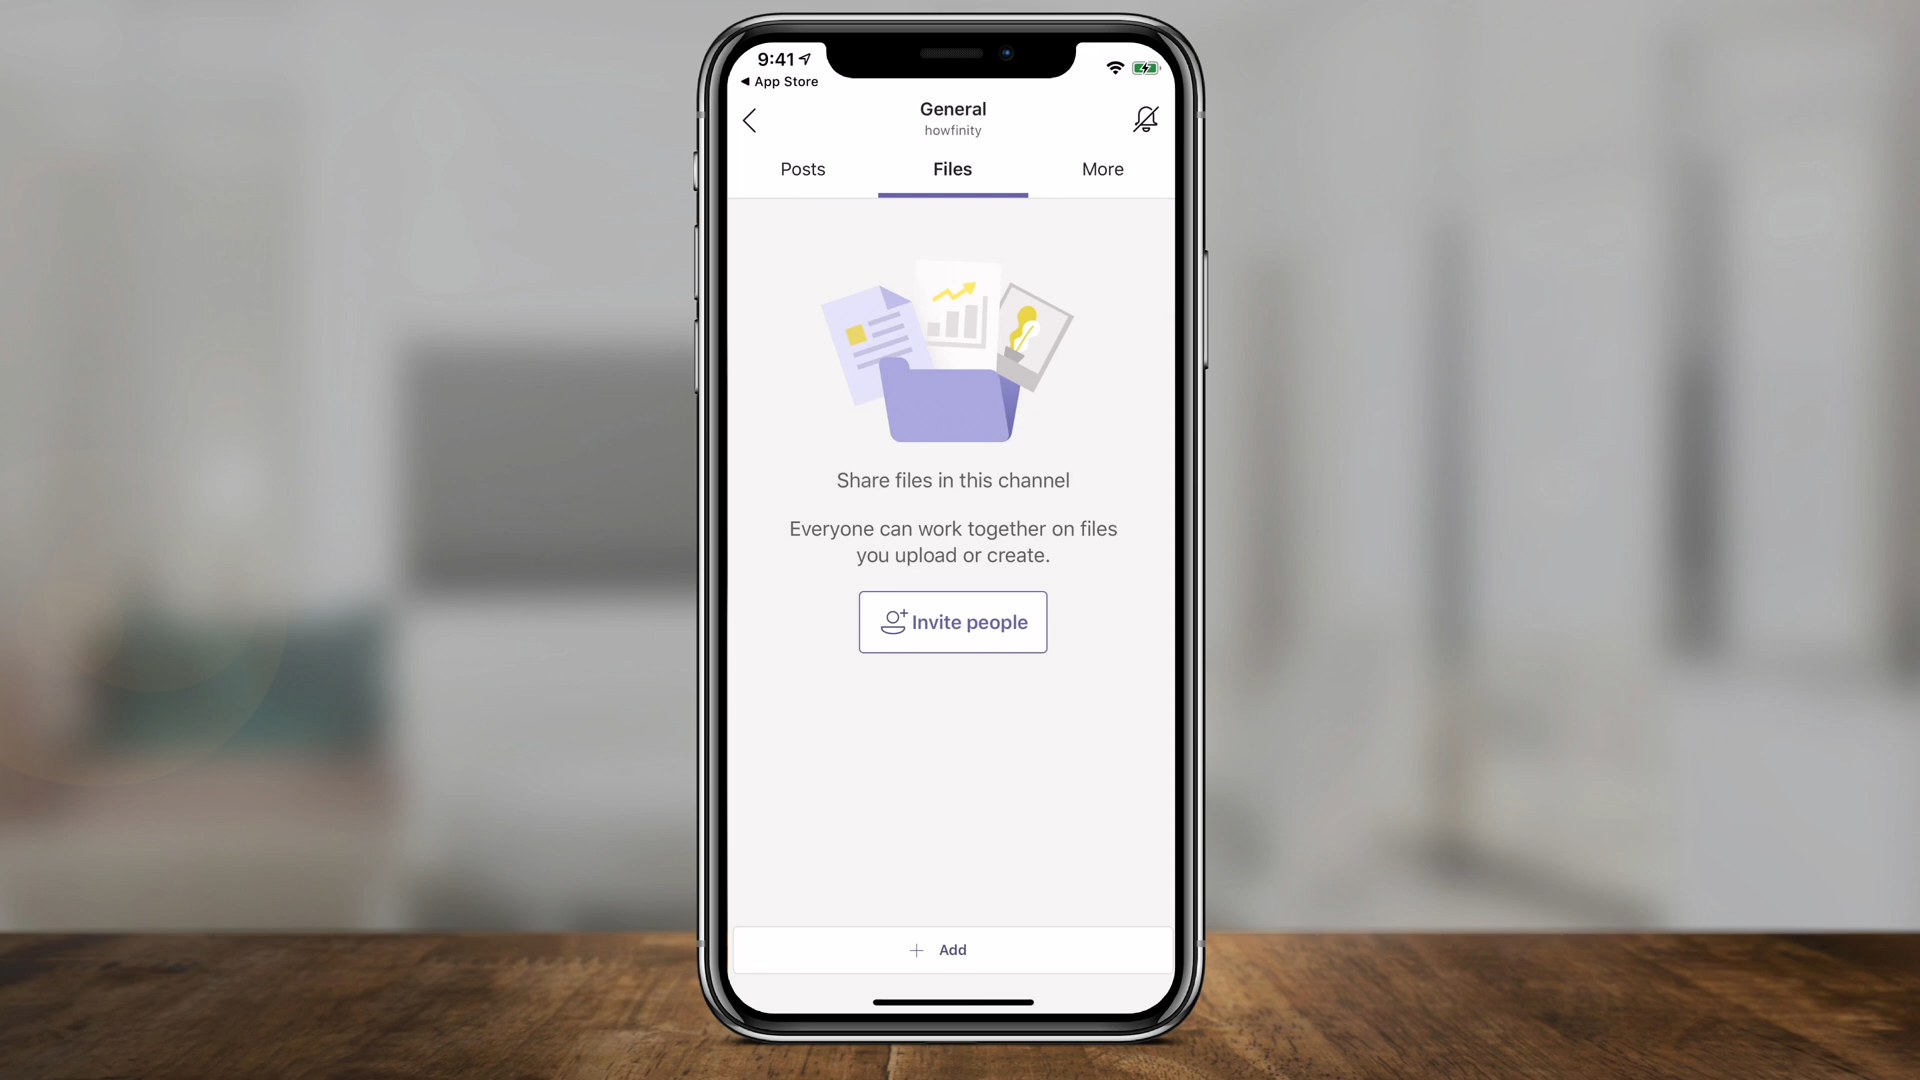 9:41
App Store
General
howfinity
Posts
Files
More
Share files in this channel
Everyone can work together on files
you upload or create.
Invite people
Add